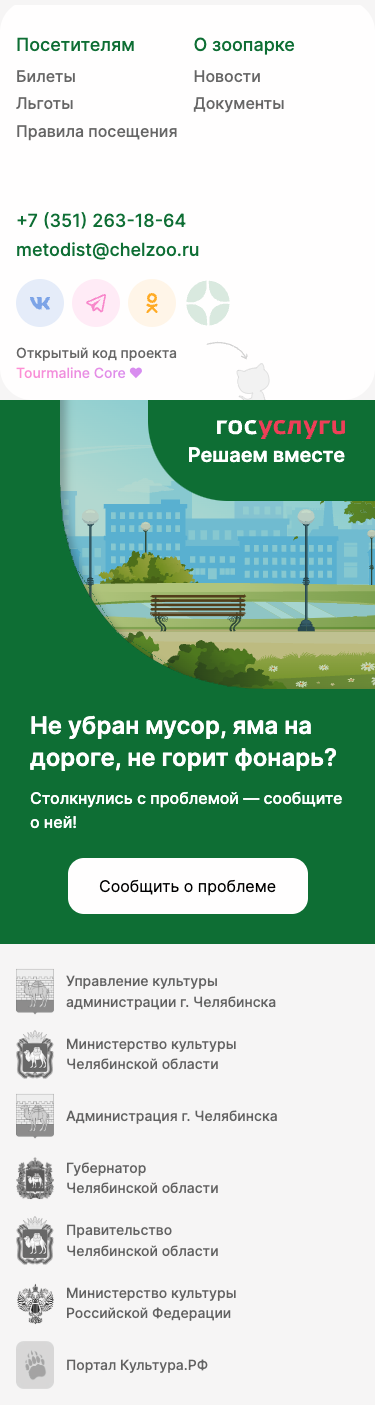 Посетителям
Билеты
Льготы
Правила посещения
О зоопарке
Новости
Документы
+7 (351) 263-18-64
metodist@chelzoo.ru
Открытый код проекта
Tourmaline Core
госуслуги
Решаем вместе
Не убран мусор, яма на
дороге, не горит фонарь?
Столкнулись с проблемой — сообщите
о ней!
Сообщить о проблеме
Управление культуры
администрации г. Челябинска
Министерство культуры
Челябинской области
Администрация г. Челябинска
Губернатор
Челябинской области
Правительство
Челябинской области
Министерство культуры
Российской Федерации
Портал Культура.РФ